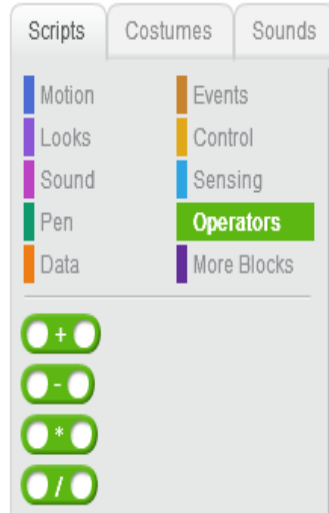 Scripts Costumes Sounds
Motion Events
Looks Control
Sound Sensing
Pen Operators
Data More Blocks
+
-
*
/